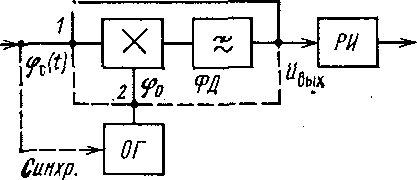 1
φc(t)
2
φ0
ФД
Uвых
РИ
ОГ
Синхр.